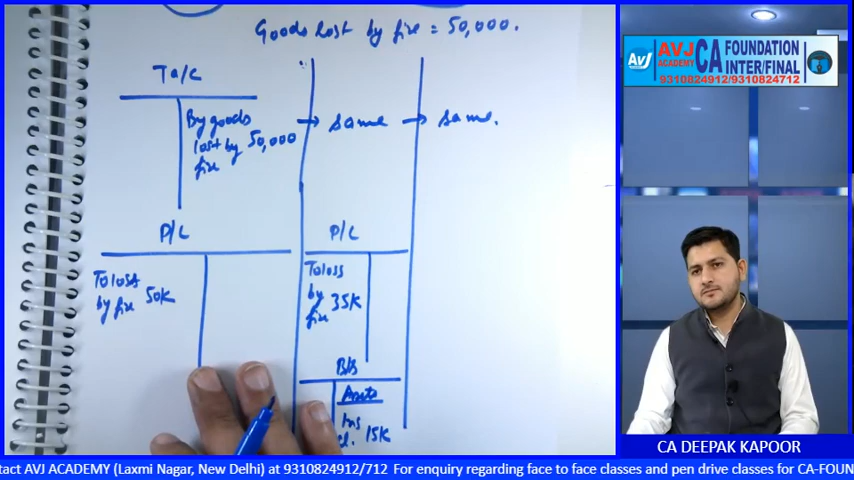 Goods lost by fire = 50,000.
Ta/c
By goods
lost by 50,000
fire
→ same → same.
P/L
To loss
by fire 50K
P/L
To loss
by 35K
fire
B/S
Assets
Ins
cl. 15K
AVJ
AVJ
ACADEMY
CA
FOUNDATION
INTER/FINAL
9310824912/9310824712
CA DEEPAK KAPOOR
tact AVJ ACADEMY (Laxmi Nagar, New Delhi) at 9310824912/712 For enquiry regarding face to face classes and pen drive classes for CA-FOUN